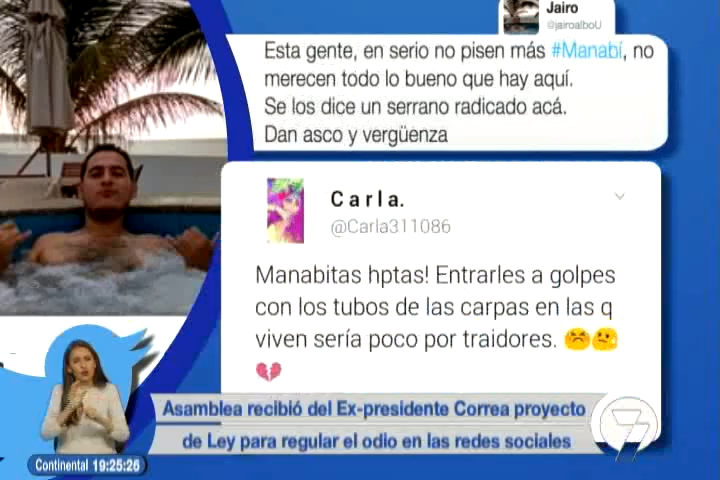 Jairo
@jairoalboU
Esta gente, en serio no pisen más #Manabí, no
merecen todo lo bueno que hay aquí.
Se los dice un serrano radicado acá.
Dan asco y vergüenza
Carla.
@Carla311086
Manabitas hptas! Entrarles a golpes
con los tubos de las carpas en las q
viven sería poco por traidores. 😣😥
💔
Asamblea recibió del Ex-presidente Correa proyecto
de Ley para regular el odio en las redes sociales
Continental 19:25:26